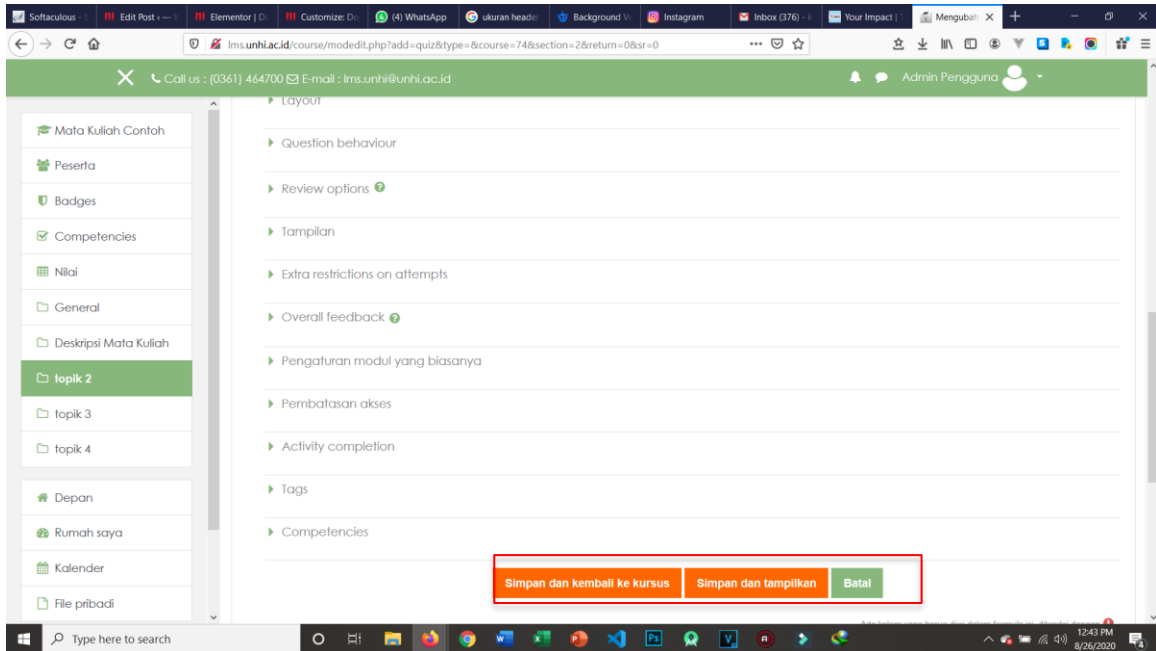 Softaculous - S
Edit Post ‹ — V
Elementor | Do
Customize: Do
(4) WhatsApp
ukuran header
Background W
Instagram
Inbox (376) - k
Your Impact | T
Mengubah
lms.unhi.ac.id/course/modedit.php?add=quiz&type=&course=74&section=2&return=0&sr=0
Call us : (0361) 464700 E-mail : lms.unhi@unhi.ac.id
Admin Pengguna
Mata Kuliah Contoh
Peserta
Badges
Competencies
Nilai
General
Deskripsi Mata Kuliah
topik 2
topik 3
topik 4
Depan
Rumah saya
Kalender
File pribadi
Layout
Question behaviour
Review options
Tampilan
Extra restrictions on attempts
Overall feedback
Pengaturan modul yang biasanya
Pembatasan akses
Activity completion
Tags
Competencies
Simpan dan kembali ke kursus
Simpan dan tampilkan
Batal
Type here to search
12:43 PM
8/26/2020